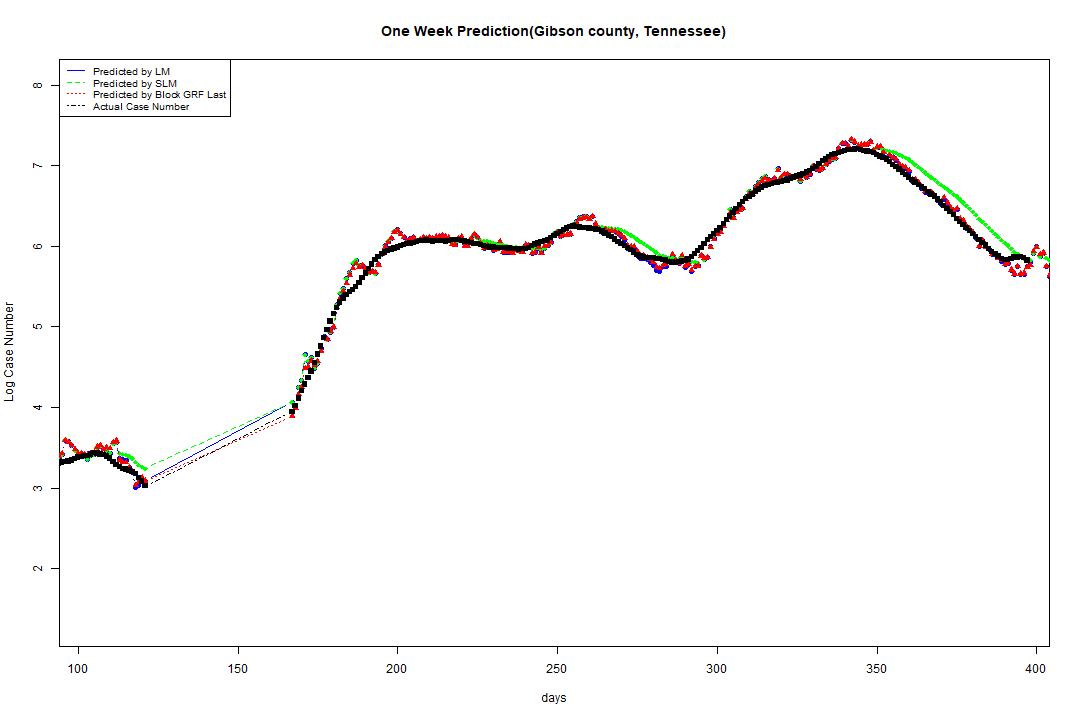 One Week Prediction(Gibson county, Tennessee)
Predicted by LM
Predicted by SLM
Predicted by Block GRF Last
Actual Case Number
8
7
6
5
4
3
2
Log Case Number
100 150 200 250 300 350 400
days